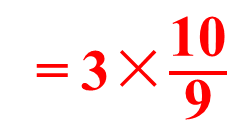 = 3 × 10/9